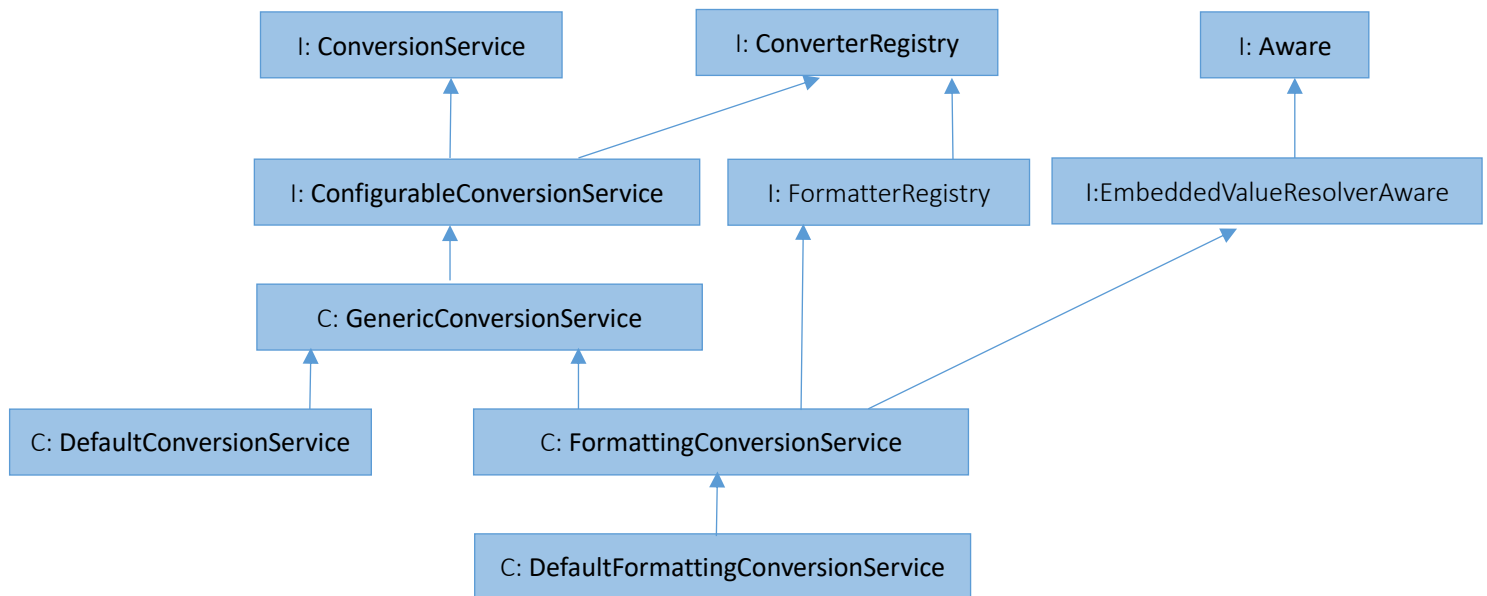 I: ConversionService
I: ConverterRegistry
I: Aware
I: ConfigurableConversionService
I: FormatterRegistry
I:EmbeddedValueResolverAware
C: GenericConversionService
C: DefaultConversionService
C: FormattingConversionService
C: DefaultFormattingConversionService